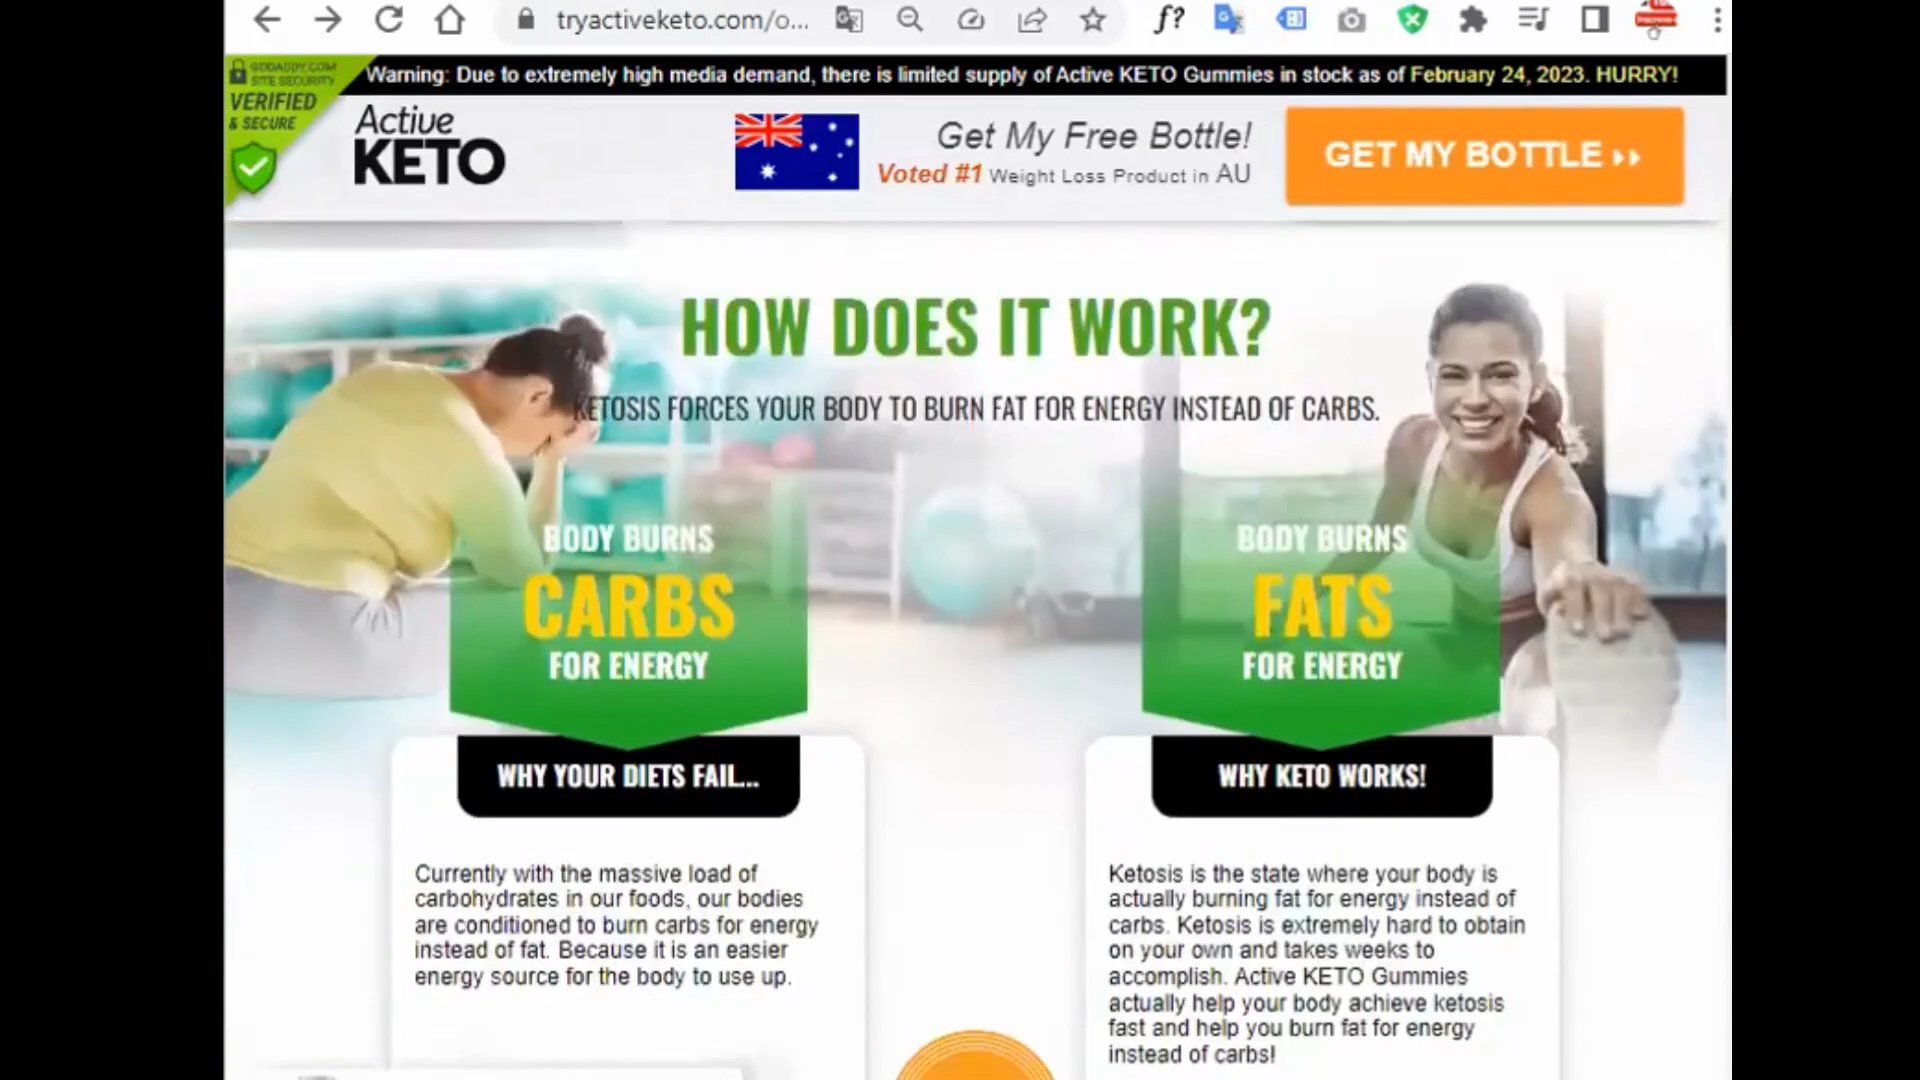 tryactiveketo.com/o...
f?
GODADDY.COM
SITE SECURITY
VERIFIED
& SECURE
Warning: Due to extremely high media demand, there is limited supply of Active KETO Gummies in stock as of February 24, 2023. HURRY!
Active
KETO
Get My Free Bottle!
Voted #1 Weight Loss Product in AU
GET MY BOTTLE
HOW DOES IT WORK?
KETOSIS FORCES YOUR BODY TO BURN FAT FOR ENERGY INSTEAD OF CARBS.
BODY BURNS
CARBS
FOR ENERGY
WHY YOUR DIETS FAIL...
Currently with the massive load of
carbohydrates in our foods, our bodies
are conditioned to burn carbs for energy
instead of fat. Because it is an easier
energy source for the body to use up.
BODY BURNS
FATS
FOR ENERGY
WHY KETO WORKS!
Ketosis is the state where your body is
actually burning fat for energy instead of
carbs. Ketosis is extremely hard to obtain
on your own and takes weeks to
accomplish. Active KETO Gummies
actually help your body achieve ketosis
fast and help you burn fat for energy
instead of carbs!